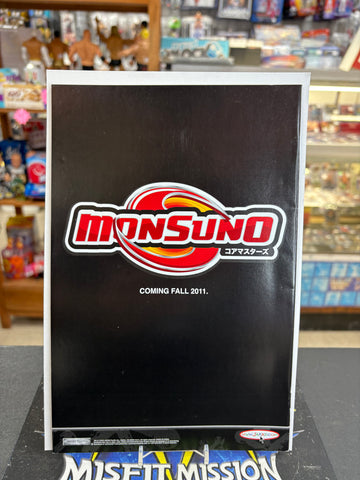 MONSUNO
コアマスターズ
COMING FALL 2011.
MISFIT MISSION